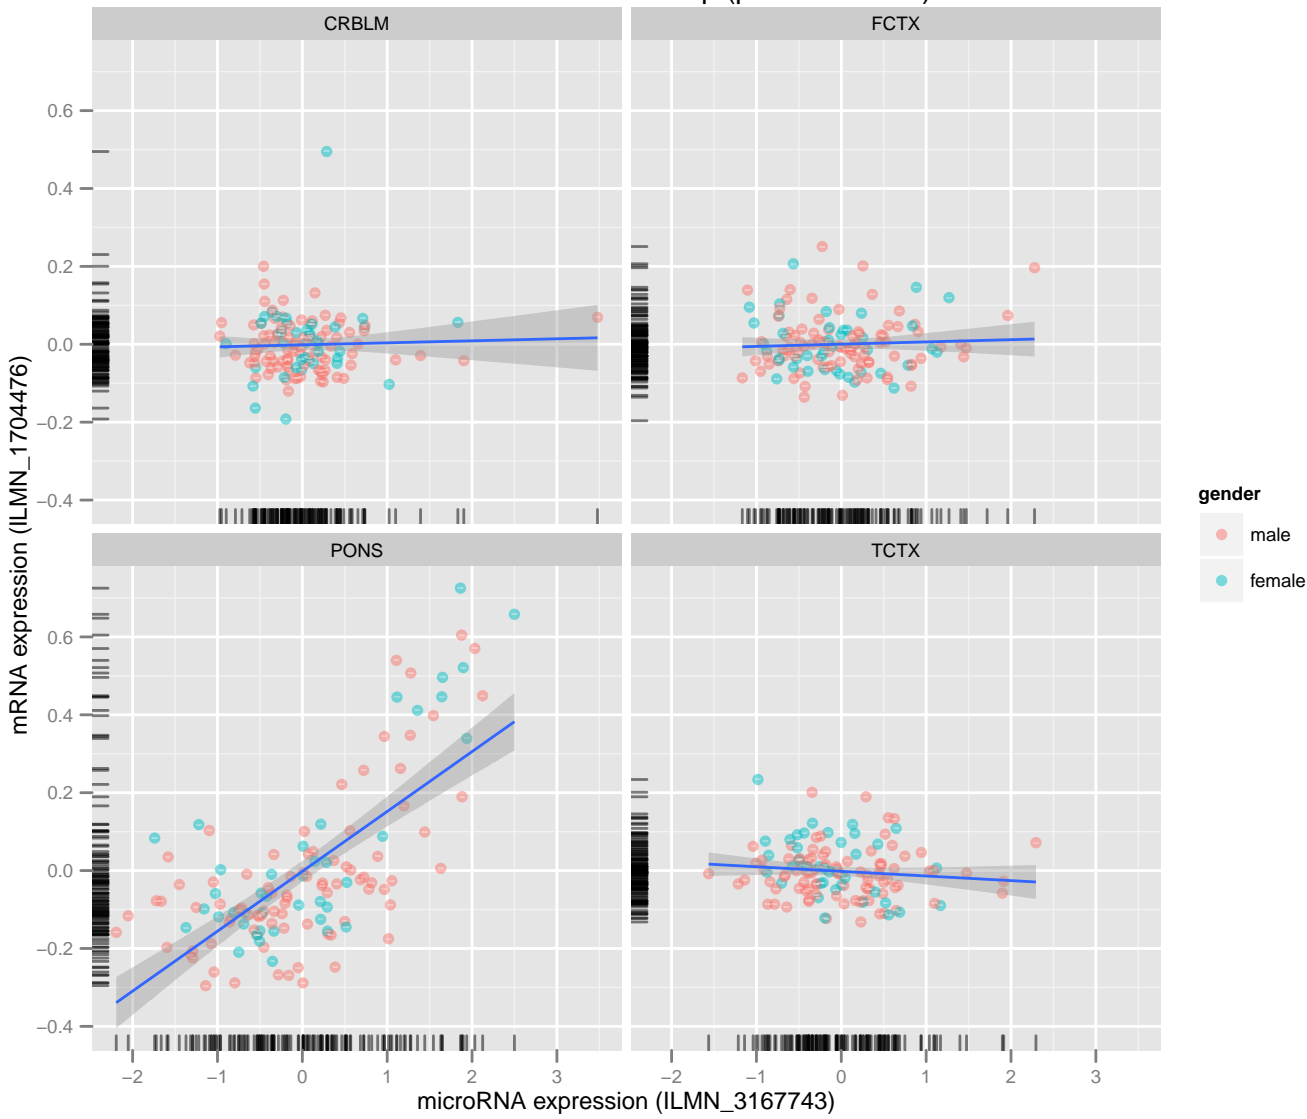 CRBLM
FCTX
0.6
0.4
0.2
0.0
−0.2
−0.4
PONS
TCTX
0.6
0.4
0.2
0.0
−0.2
−0.4
−2 −1 0 1 2 3
−2 −1 0 1 2 3
microRNA expression (ILMN_3167743)
mRNA expression (ILMN_1704476)
gender
male
female